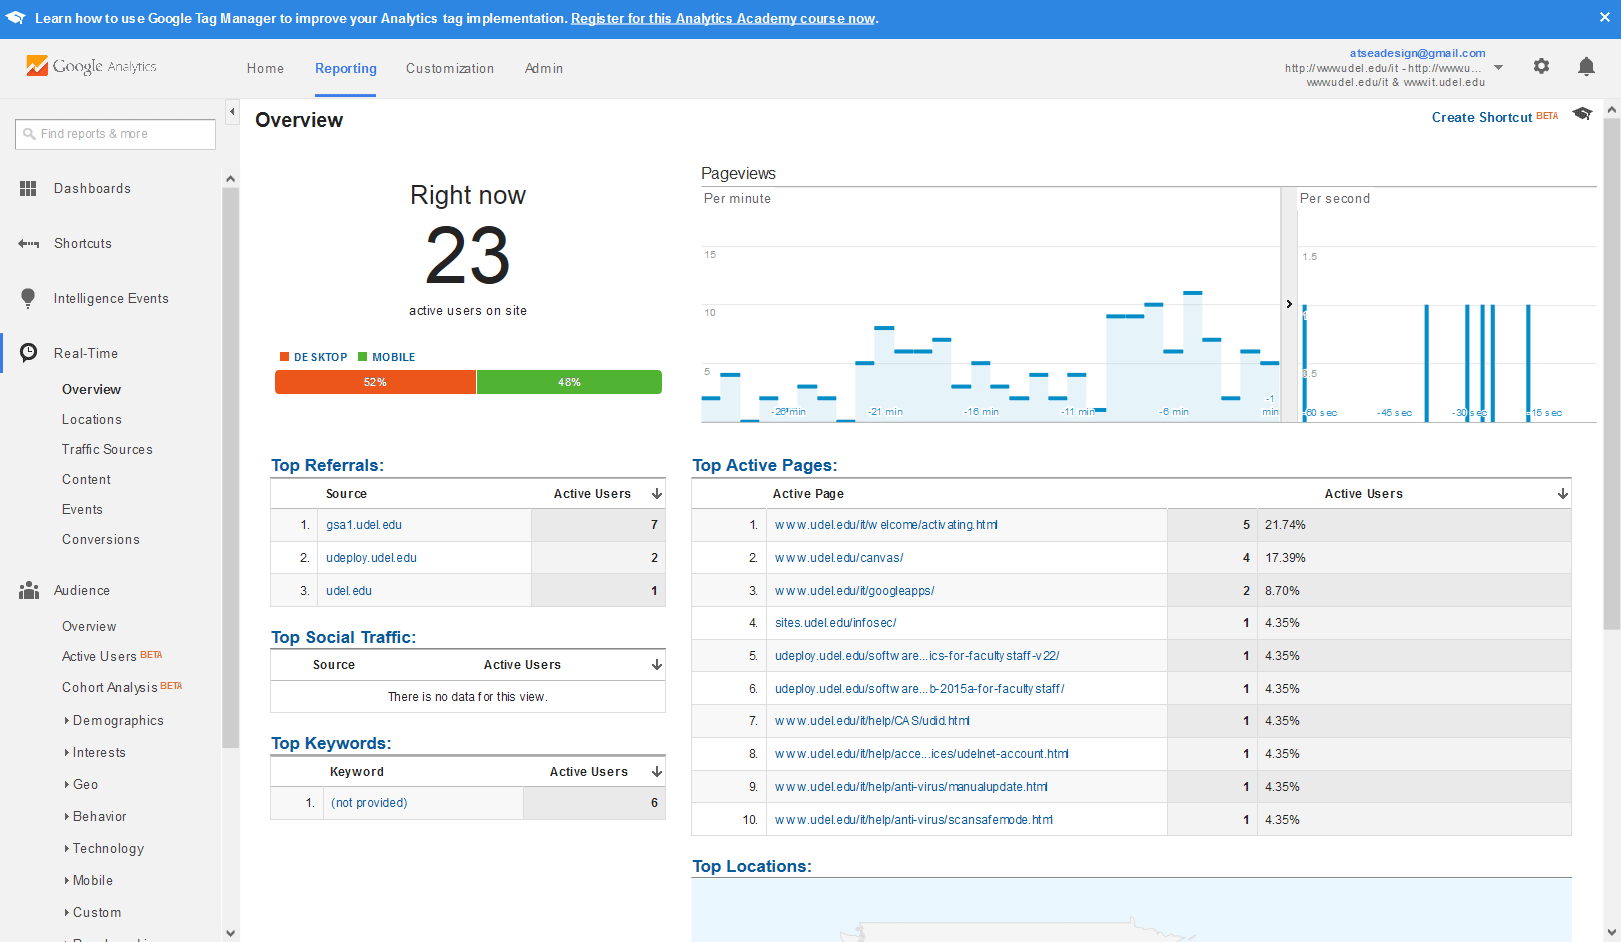 Learn how to use Google Tag Manager to improve your Analytics tag implementation. Register for this Analytics Academy course now.
Google Analytics
Home Reporting Customization Admin
atseadesign@gmail.com
http://www.udel.edu/it - http://www.u...
www.udel.edu/it & www.it.udel.edu
Find reports & more
Dashboards
Shortcuts
Intelligence Events
Real-Time
Overview
Locations
Traffic Sources
Content
Events
Conversions
Audience
Overview
Active Users BETA
Cohort Analysis BETA
Demographics
Interests
Geo
Behavior
Technology
Mobile
Custom
Overview
Create Shortcut BETA
Right now
23
active users on site
DESKTOP MOBILE
52% 48%
Pageviews
Per minute
15
10
5
-26 min -21 min -16 min -11 min -6 min -1 min
Per second
1.5
1
0.5
-60 sec -45 sec -30 sec -15 sec
Top Referrals:
Source Active Users
1. gsa1.udel.edu 7
2. udeploy.udel.edu 2
3. udel.edu 1
Top Social Traffic:
Source Active Users
There is no data for this view.
Top Keywords:
Keyword Active Users
1. (not provided) 6
Top Active Pages:
Active Page Active Users
1. www.udel.edu/it/welcome/activating.html 5 21.74%
2. www.udel.edu/canvas/ 4 17.39%
3. www.udel.edu/it/googleapps/ 2 8.70%
4. sites.udel.edu/infosec/ 1 4.35%
5. udeploy.udel.edu/software...ics-for-facultystaff-v22/ 1 4.35%
6. udeploy.udel.edu/software...b-2015a-for-facultystaff/ 1 4.35%
7. www.udel.edu/it/help/CAS/udid.html 1 4.35%
8. www.udel.edu/it/help/acce...ices/udelnet-account.html 1 4.35%
9. www.udel.edu/it/help/anti-virus/manualupdate.html 1 4.35%
10. www.udel.edu/it/help/anti-virus/scansafemode.html 1 4.35%
Top Locations: